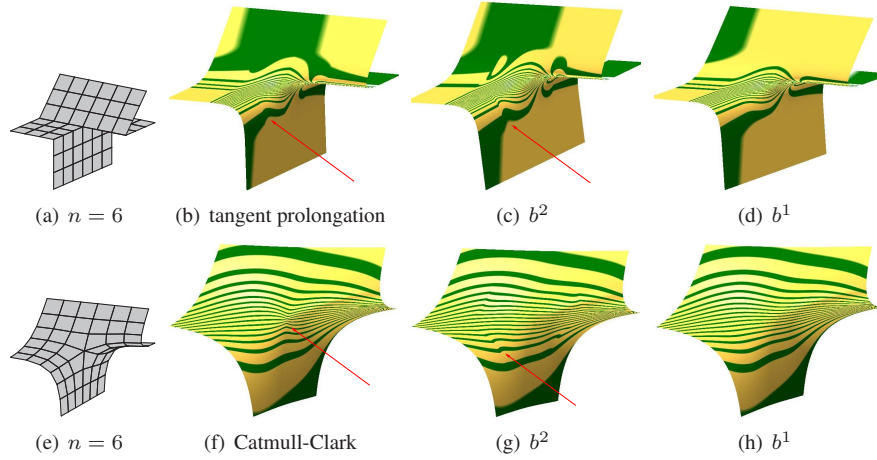 (a) n = 6
(b) tangent prolongation
(c) b²
(d) b¹
(e) n = 6
(f) Catmull-Clark
(g) b²
(h) b¹